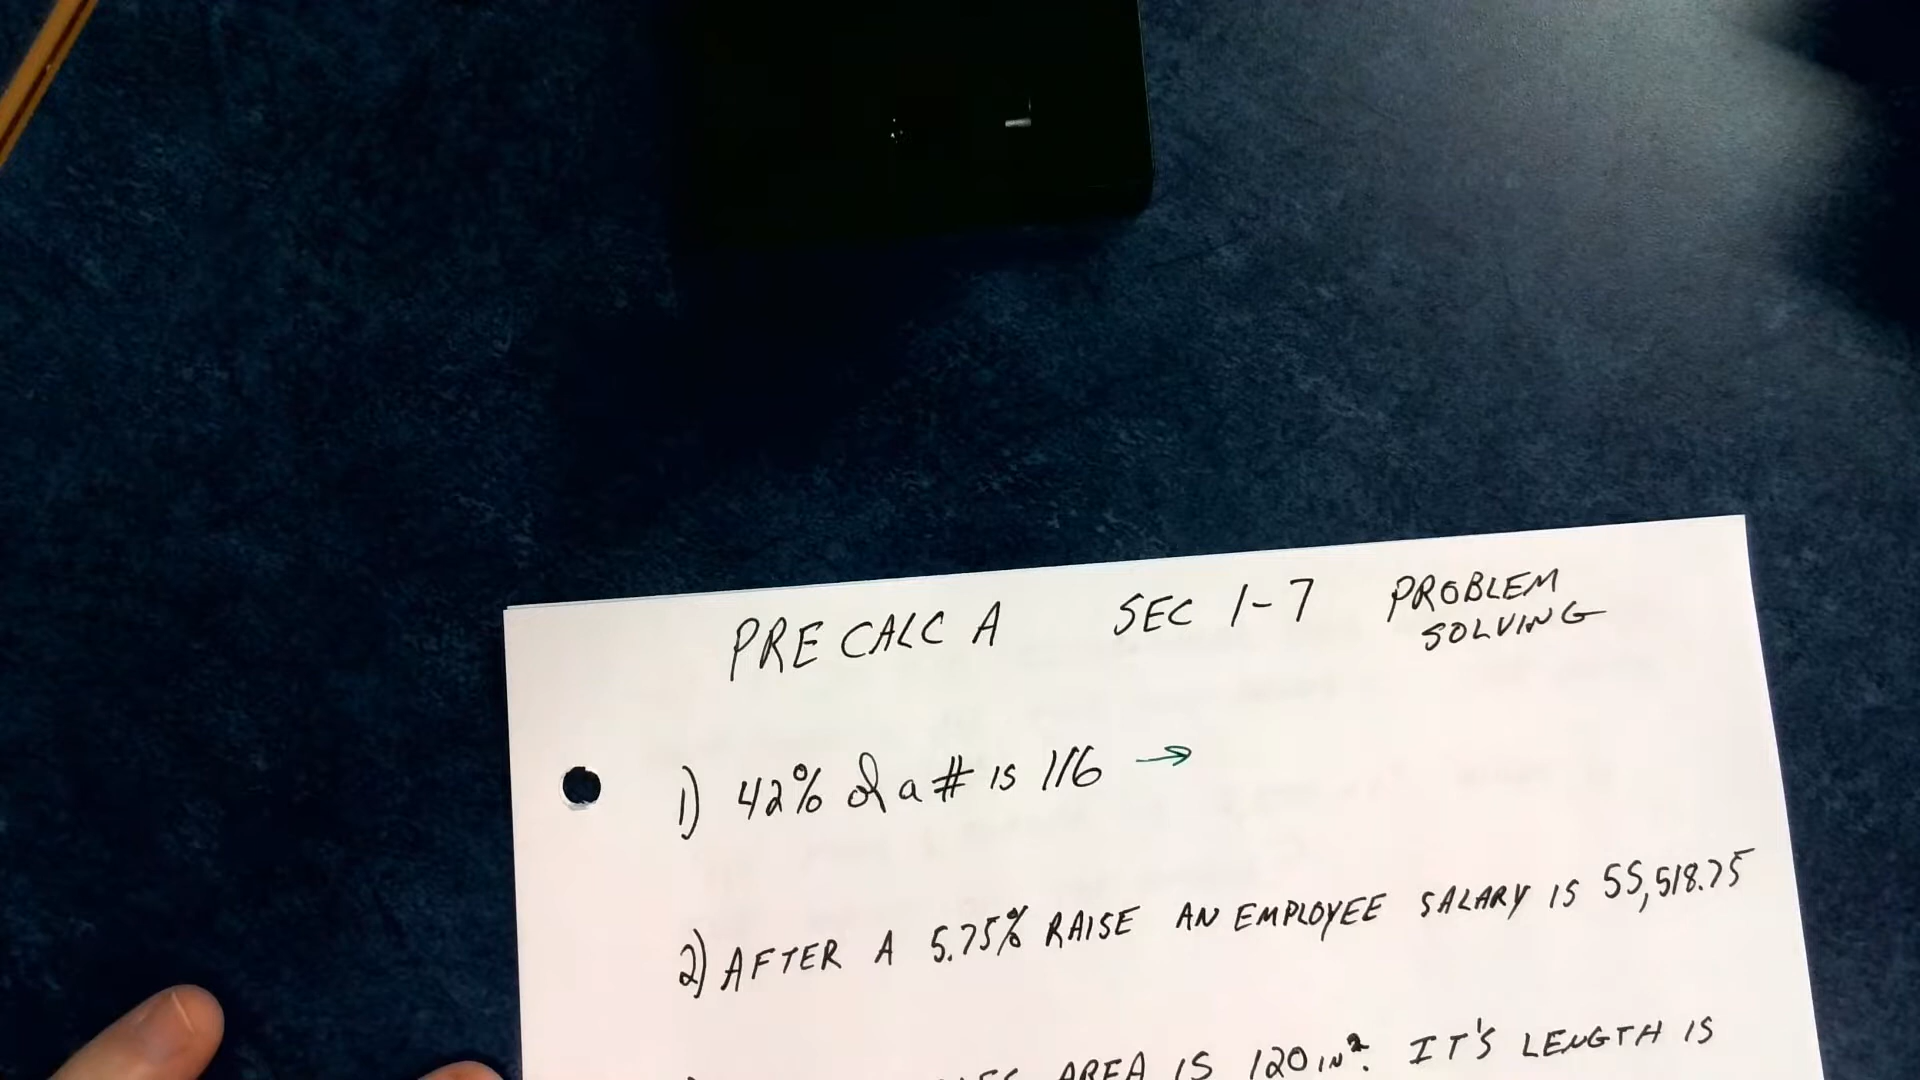 PRE CALC A SEC 1-7 PROBLEM SOLVING
1) 42% of a # is 116 →
2) AFTER A 5.75% RAISE AN EMPLOYEE SALARY IS 55,518.75
AREA IS 120 IN². IT'S LENGTH IS